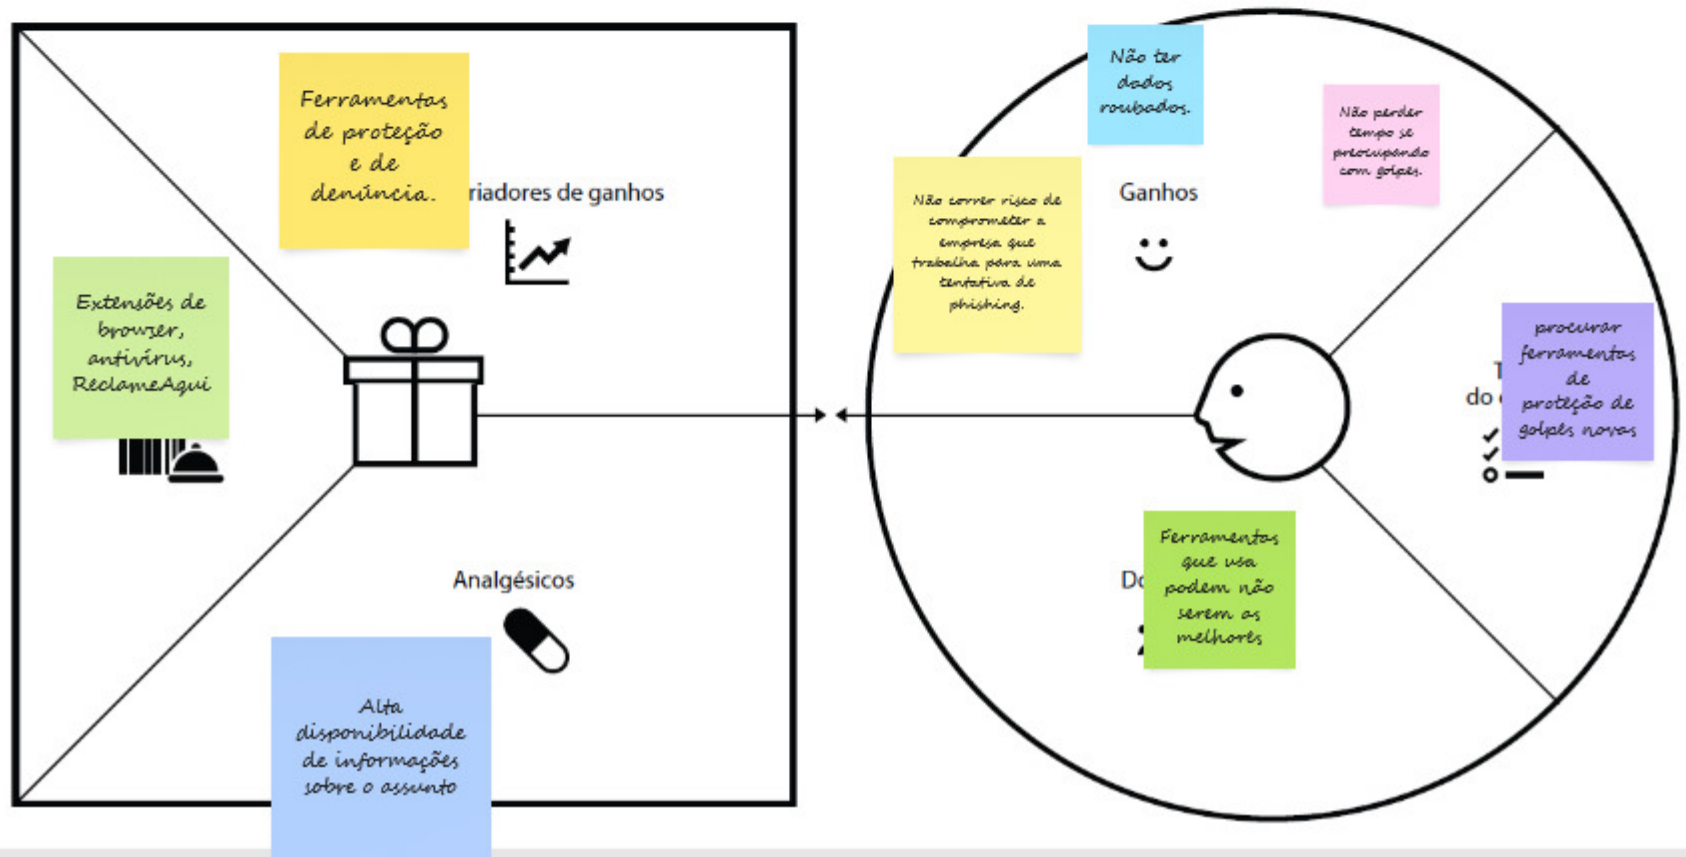 Ferramentas
de proteção
e de
denúncia.
riadores de ganhos
Extensões de
browser,
antivírus,
ReclameAqui
Analgésicos
Alta
disponibilidade
de informações
sobre o assunto
Não ter
dados
roubados.
Não perder
tempo se
preocupando
com golpes.
Não correr risco de
comprometer a
empresa que
trabalha para uma
tentativa de
phishing.
Ganhos
procurar
ferramentas
de
proteção de
golpes novas
T
do
Ferramentas
que usa
podem não
serem as
melhores
Do